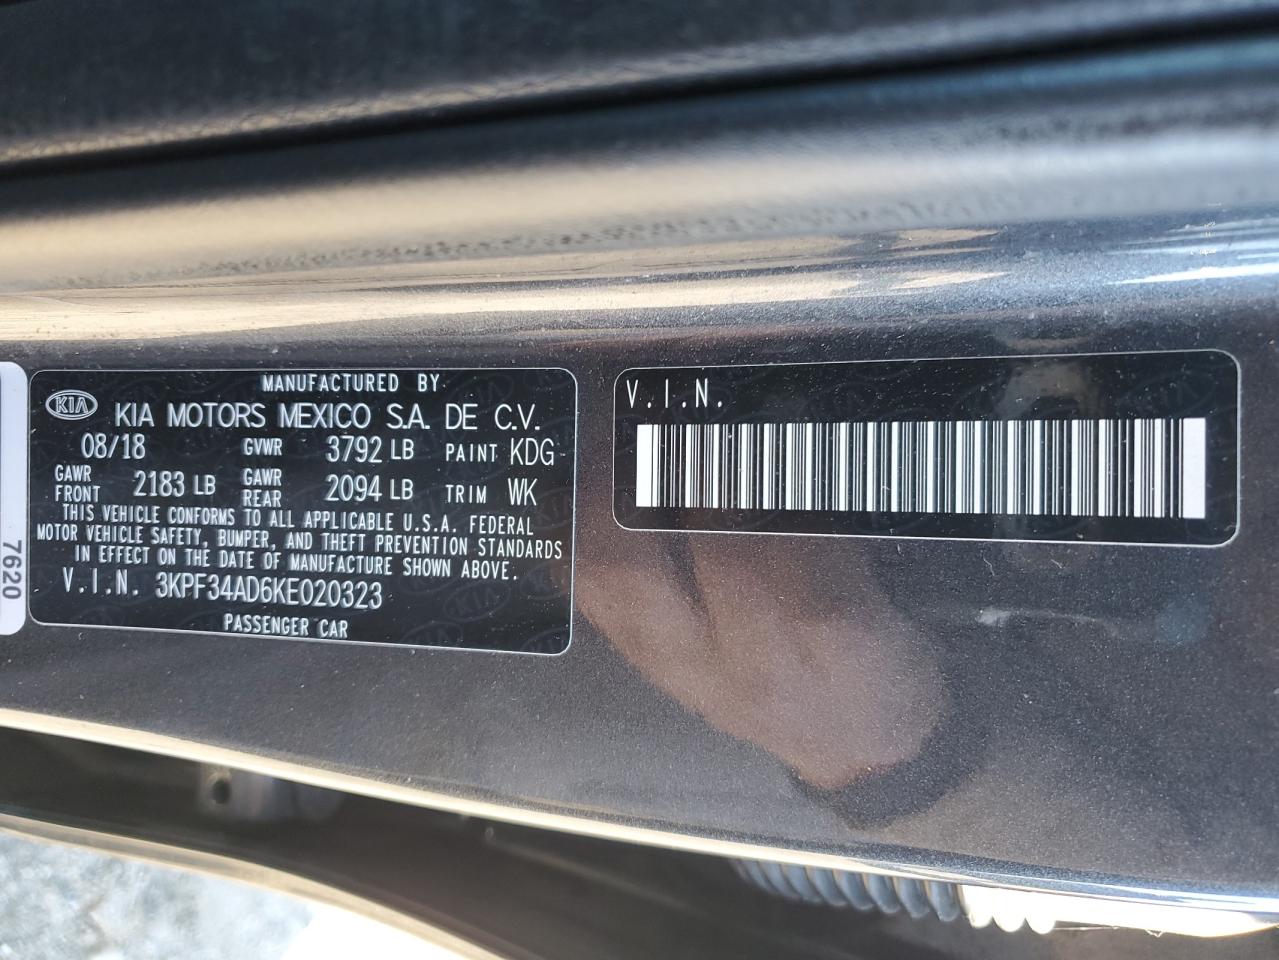 MANUFACTURED BY
KIA KIA MOTORS MEXICO S.A. DE C.V.
08/18 GVWR 3792 LB PAINT KDG
GAWR FRONT 2183 LB GAWR REAR 2094 LB TRIM WK
THIS VEHICLE CONFORMS TO ALL APPLICABLE U.S.A. FEDERAL
MOTOR VEHICLE SAFETY, BUMPER, AND THEFT PREVENTION STANDARDS
IN EFFECT ON THE DATE OF MANUFACTURE SHOWN ABOVE.
V.I.N. 3KPF34AD6KE020323
PASSENGER CAR
V.I.N.
7620